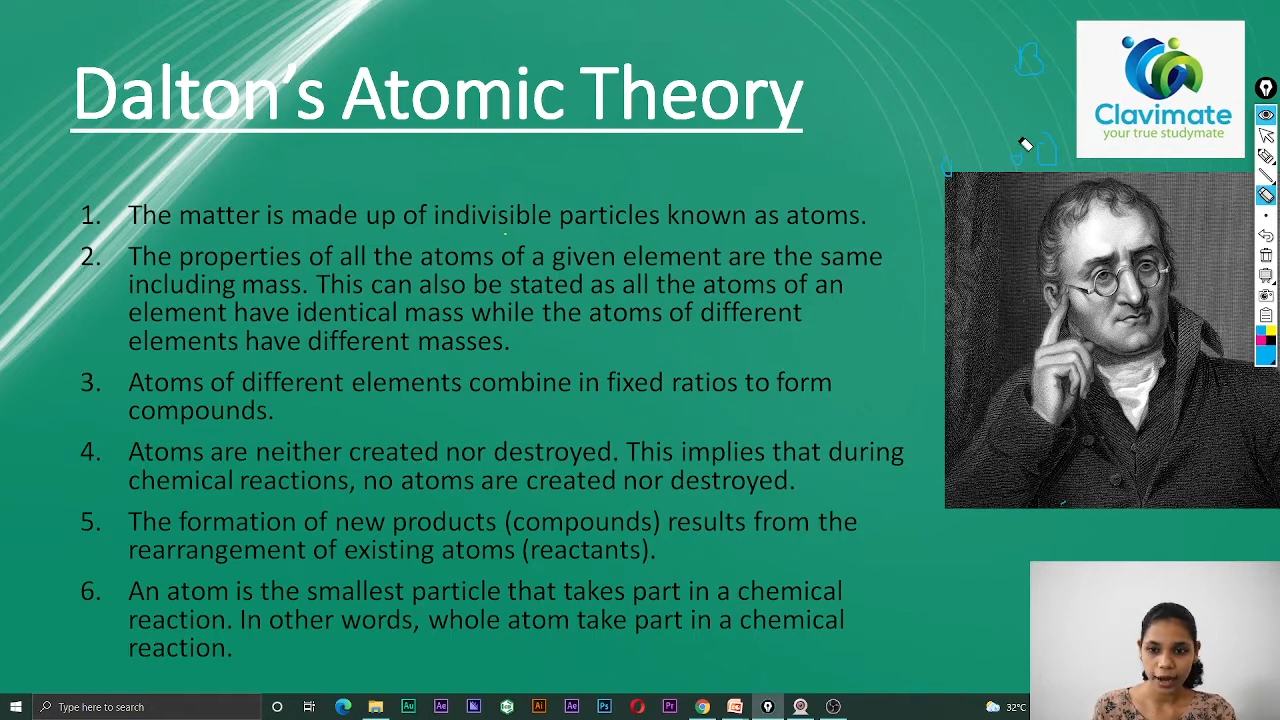 Dalton's Atomic Theory
B
Clavimate
your true studymate
1. The matter is made up of indivisible particles known as atoms.
2. The properties of all the atoms of a given element are the same
including mass. This can also be stated as all the atoms of an
element have identical mass while the atoms of different
elements have different masses.
3. Atoms of different elements combine in fixed ratios to form
compounds.
4. Atoms are neither created nor destroyed. This implies that during
chemical reactions, no atoms are created nor destroyed.
5. The formation of new products (compounds) results from the
rearrangement of existing atoms (reactants).
6. An atom is the smallest particle that takes part in a chemical
reaction. In other words, whole atom take part in a chemical
reaction.
Type here to search
Au Ae Ai Ae Ps Pr
32°C